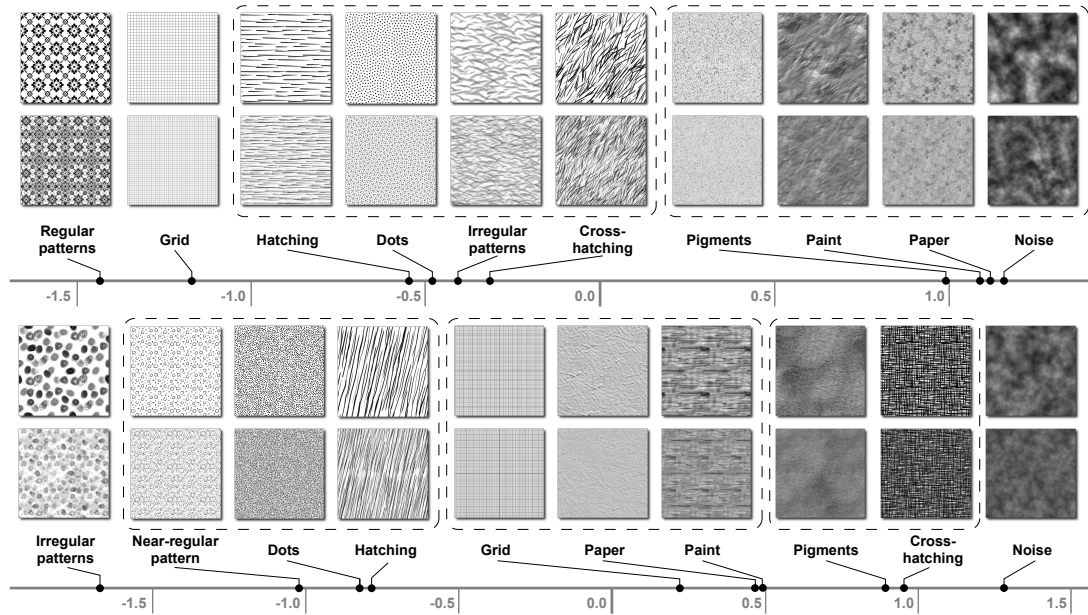 Regular
patterns
Grid
Hatching
Dots
Irregular
patterns
Cross-
hatching
Pigments
Paint
Paper
Noise
-1.5
-1.0
-0.5
0.0
0.5
1.0
Irregular
patterns
Near-regular
pattern
Dots
Hatching
Grid
Paper
Paint
Pigments
Cross-
hatching
Noise
-1.5
-1.0
-0.5
0.0
0.5
1.0
1.5